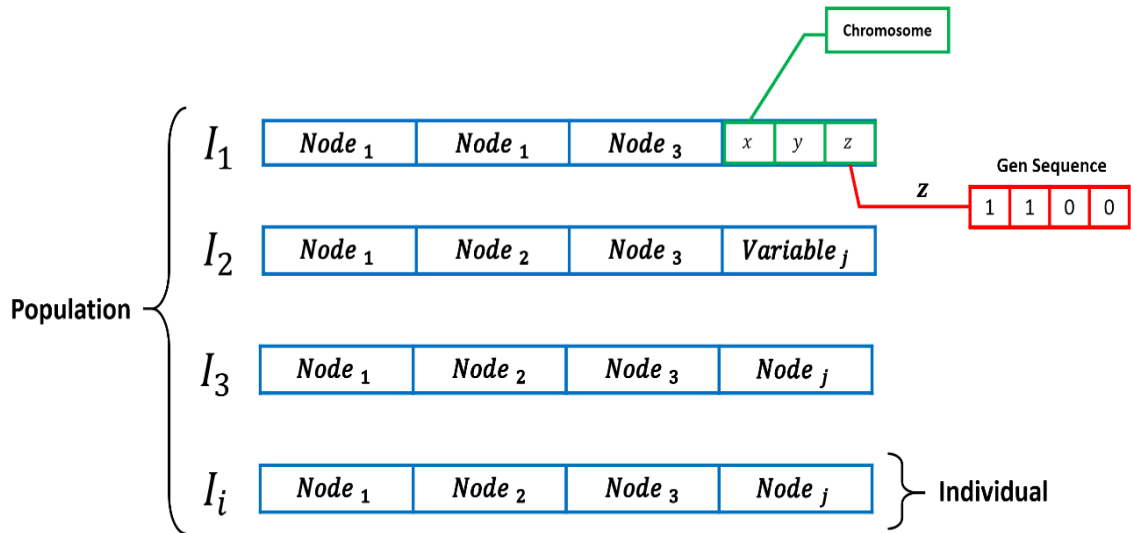 Chromosome
I1 Node 1 Node 1 Node 3 x y z
Gen Sequence
z 1 1 0 0
I2 Node 1 Node 2 Node 3 Variable j
Population
I3 Node 1 Node 2 Node 3 Node j
Ii Node 1 Node 2 Node 3 Node j Individual